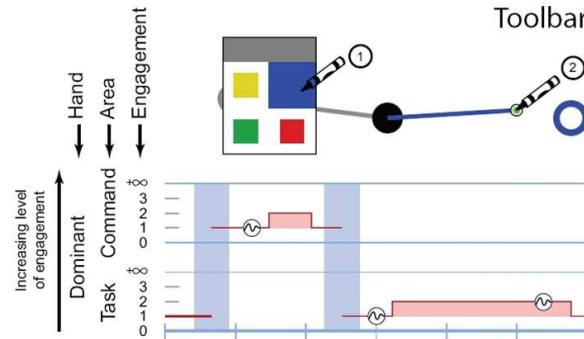 Toolbar
1
2
Hand
Area
Engagement
Increasing level
of engagement
Dominant
Command
+∞
3
2
1
0
Task
+∞
3
2
1
0